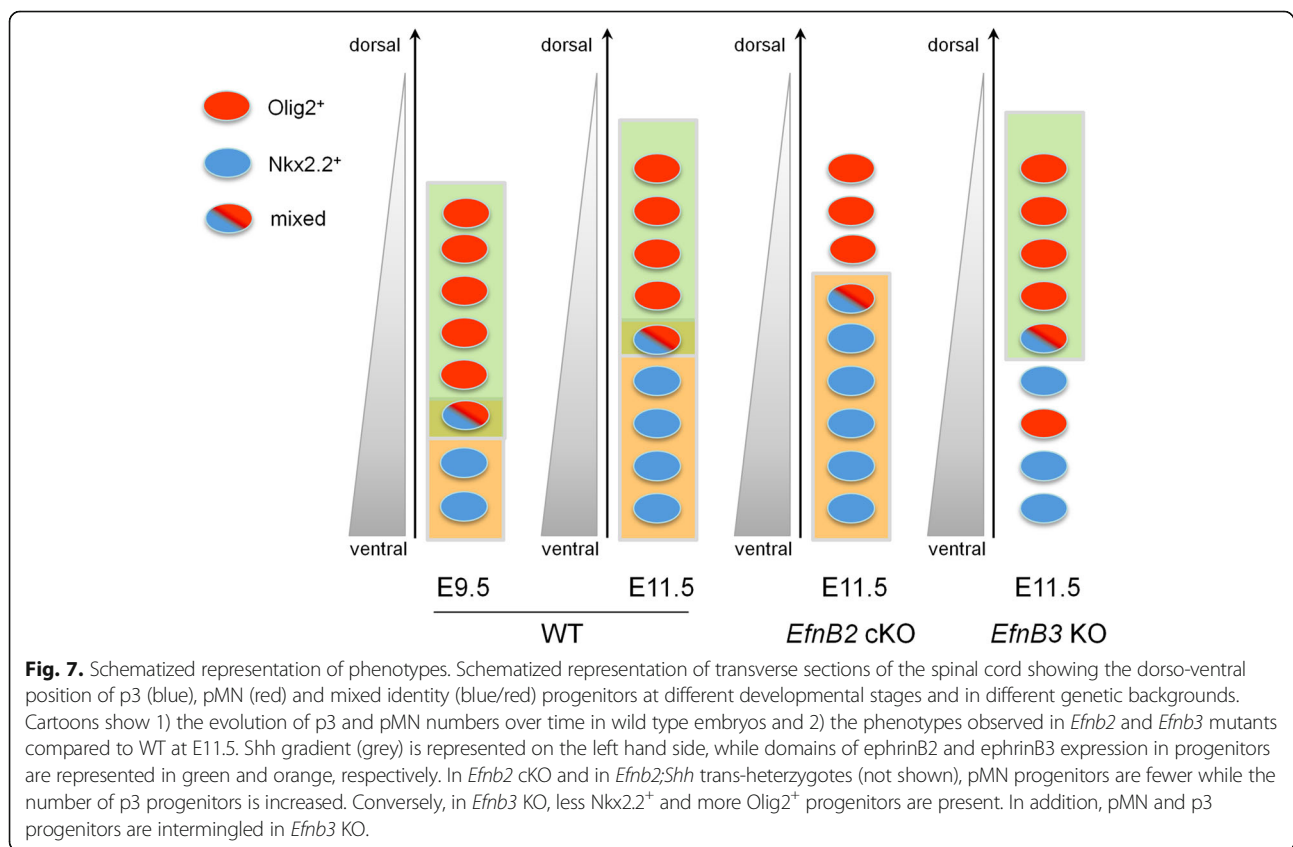 dorsal
dorsal
dorsal
dorsal
Olig2⁺
Nkx2.2⁺
mixed
ventral
ventral
ventral
ventral
E9.5
E11.5
E11.5
E11.5
WT
EfnB2 cKO
EfnB3 KO
Fig. 7. Schematized representation of phenotypes. Schematized representation of transverse sections of the spinal cord showing the dorso-ventral
position of p3 (blue), pMN (red) and mixed identity (blue/red) progenitors at different developmental stages and in different genetic backgrounds.
Cartoons show 1) the evolution of p3 and pMN numbers over time in wild type embryos and 2) the phenotypes observed in Efnb2 and Efnb3 mutants
compared to WT at E11.5. Shh gradient (grey) is represented on the left hand side, while domains of ephrinB2 and ephrinB3 expression in progenitors
are represented in green and orange, respectively. In Efnb2 cKO and in Efnb2;Shh trans-heterzygotes (not shown), pMN progenitors are fewer while the
number of p3 progenitors is increased. Conversely, in Efnb3 KO, less Nkx2.2⁺ and more Olig2⁺ progenitors are present. In addition, pMN and p3
progenitors are intermingled in Efnb3 KO.